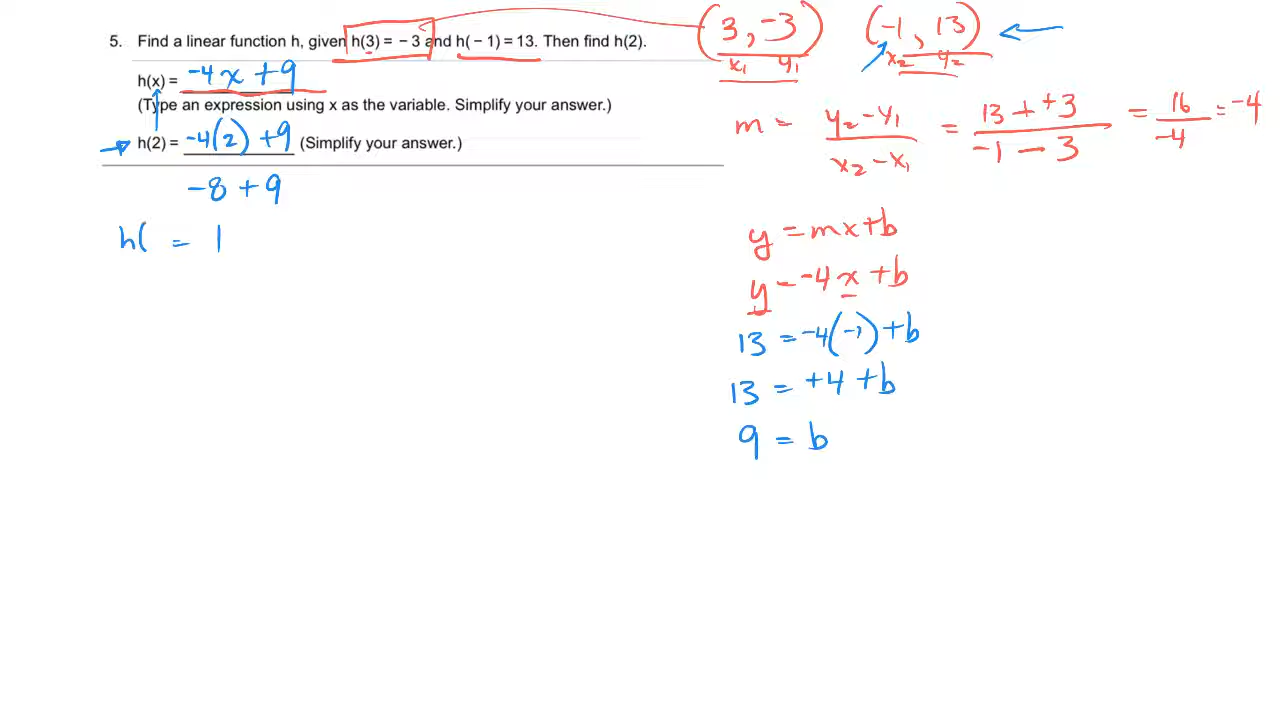 5. Find a linear function h, given h(3) = − 3 and h( − 1) = 13. Then find h(2).
h(x) = -4x + 9
(Type an expression using x as the variable. Simplify your answer.)
h(2) = -4(2) + 9 (Simplify your answer.)
-8 + 9
h( = 1
(3, -3) (-1, 13)
x₁ y₁ x₂ y₂
m = y₂ - y₁ / x₂ - x₁ = 13 + +3 / -1 - 3 = 16 / -4 = -4
y = mx + b
y = -4x + b
13 = -4(-1) + b
13 = +4 + b
9 = b